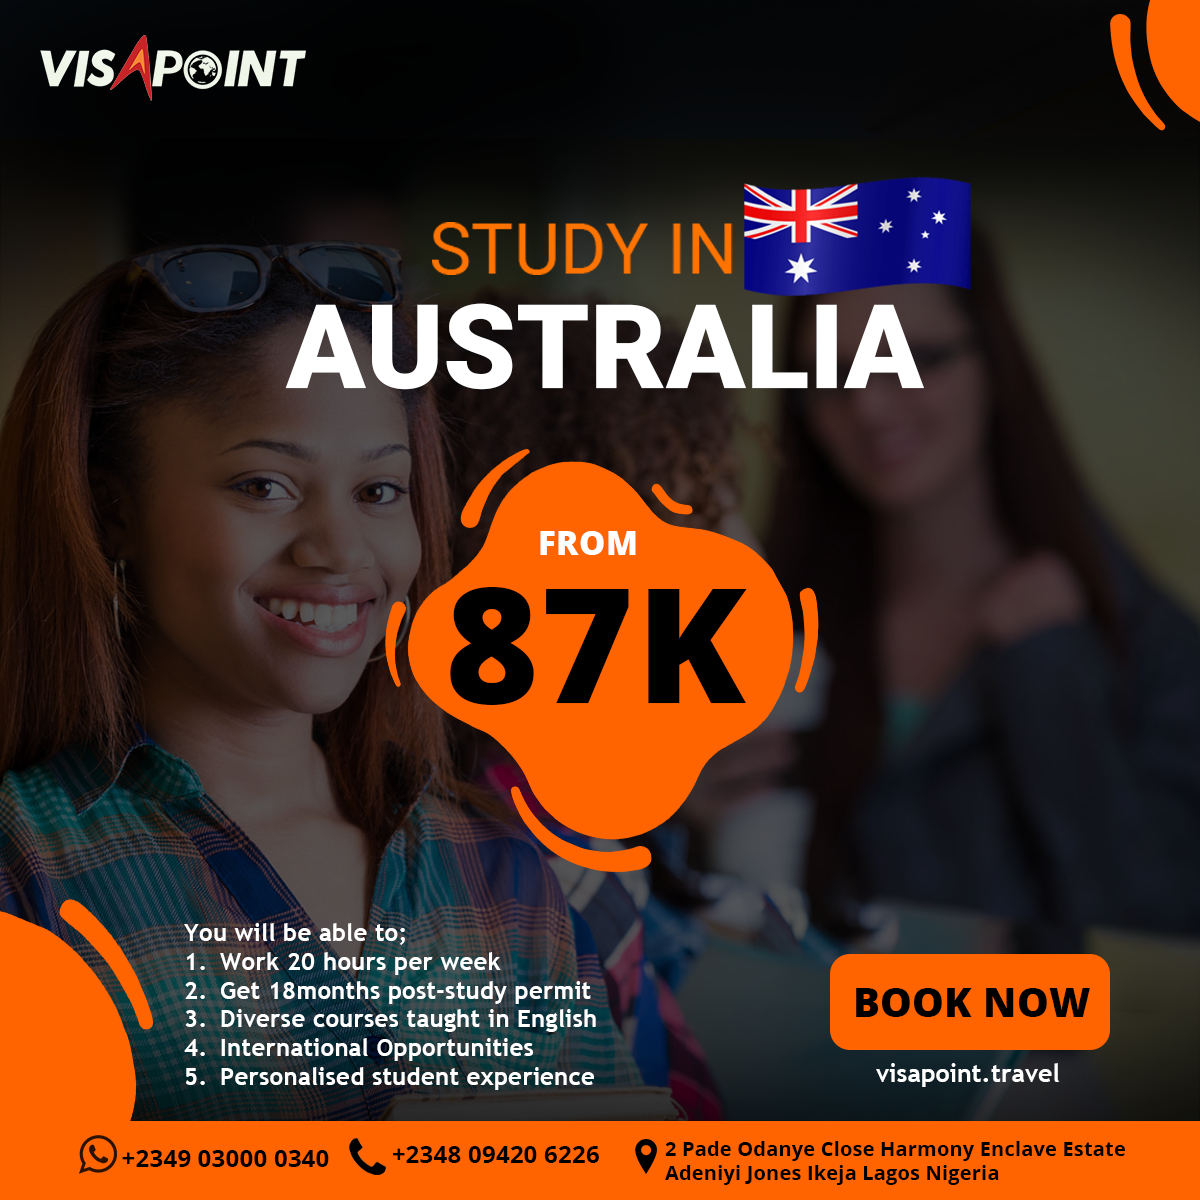 VISAPOINT
STUDY IN
AUSTRALIA
FROM
87K
You will be able to;
1. Work 20 hours per week
2. Get 18months post-study permit
3. Diverse courses taught in English
4. International Opportunities
5. Personalised student experience
BOOK NOW
visapoint.travel
+2349 03000 0340
+2348 09420 6226
2 Pade Odanye Close Harmony Enclave Estate
Adeniyi Jones Ikeja Lagos Nigeria